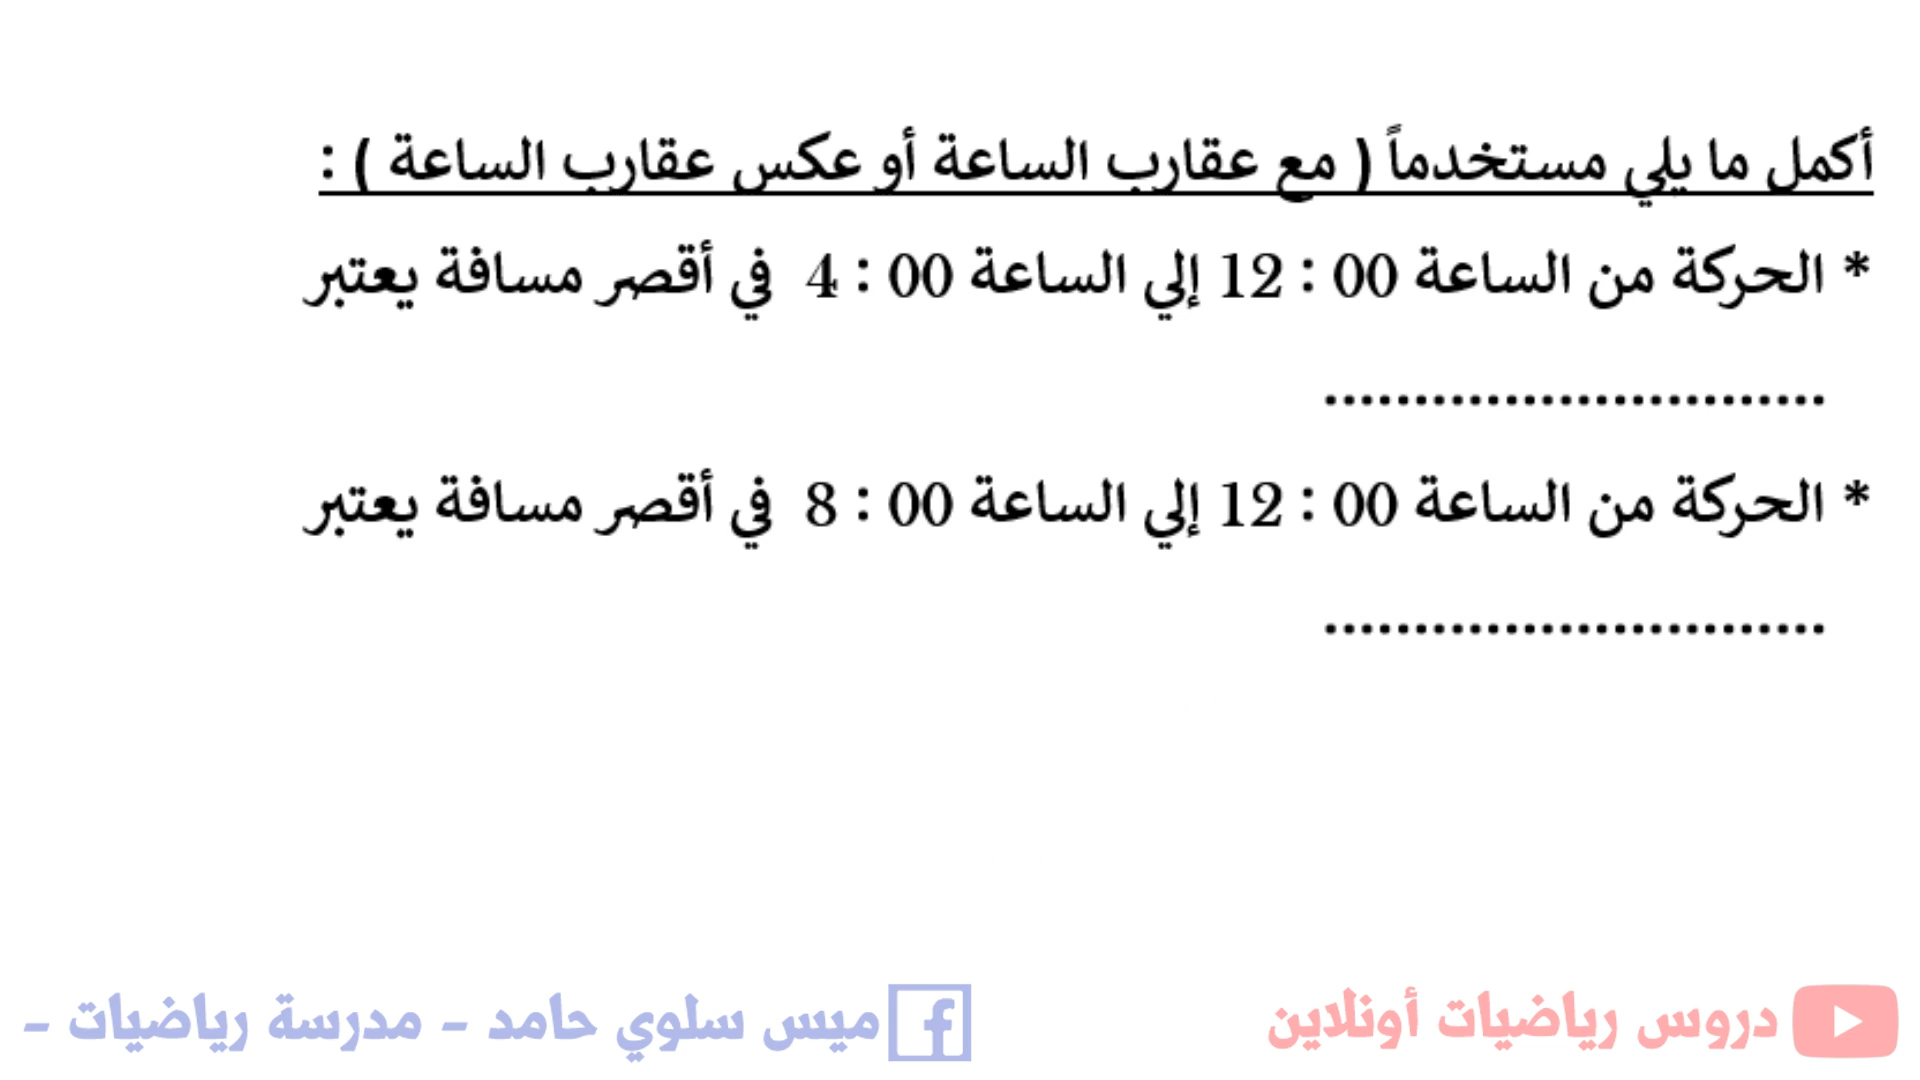 أكمل ما يلي مستخدماً ( مع عقارب الساعة أو عكس عقارب الساعة ) :
* الحركة من الساعة 00 : 12 إلي الساعة 00 : 4 في أقصر مسافة يعتبر
............................
* الحركة من الساعة 00 : 12 إلي الساعة 00 : 8 في أقصر مسافة يعتبر
............................
دروس رياضيات أونلاين
ميس سلوي حامد - مدرسة رياضيات -